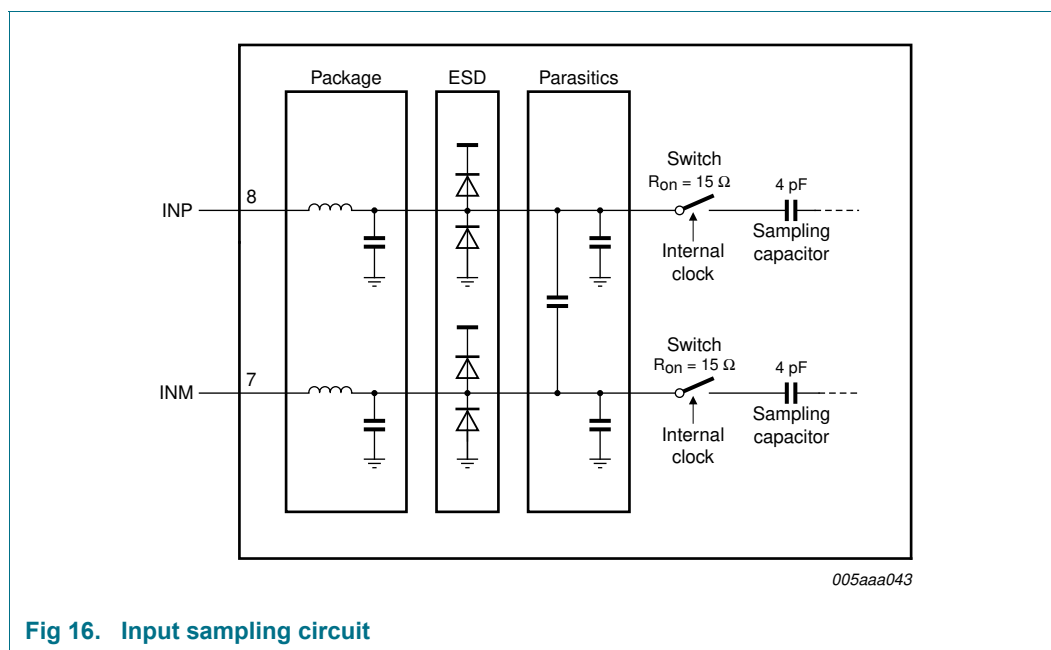 Package
ESD
Parasitics
Switch
Ron = 15 Ω
4 pF
INP
8
Internal
clock
Sampling
capacitor
Switch
Ron = 15 Ω
4 pF
INM
7
Internal
clock
Sampling
capacitor
005aaa043
Fig 16. Input sampling circuit